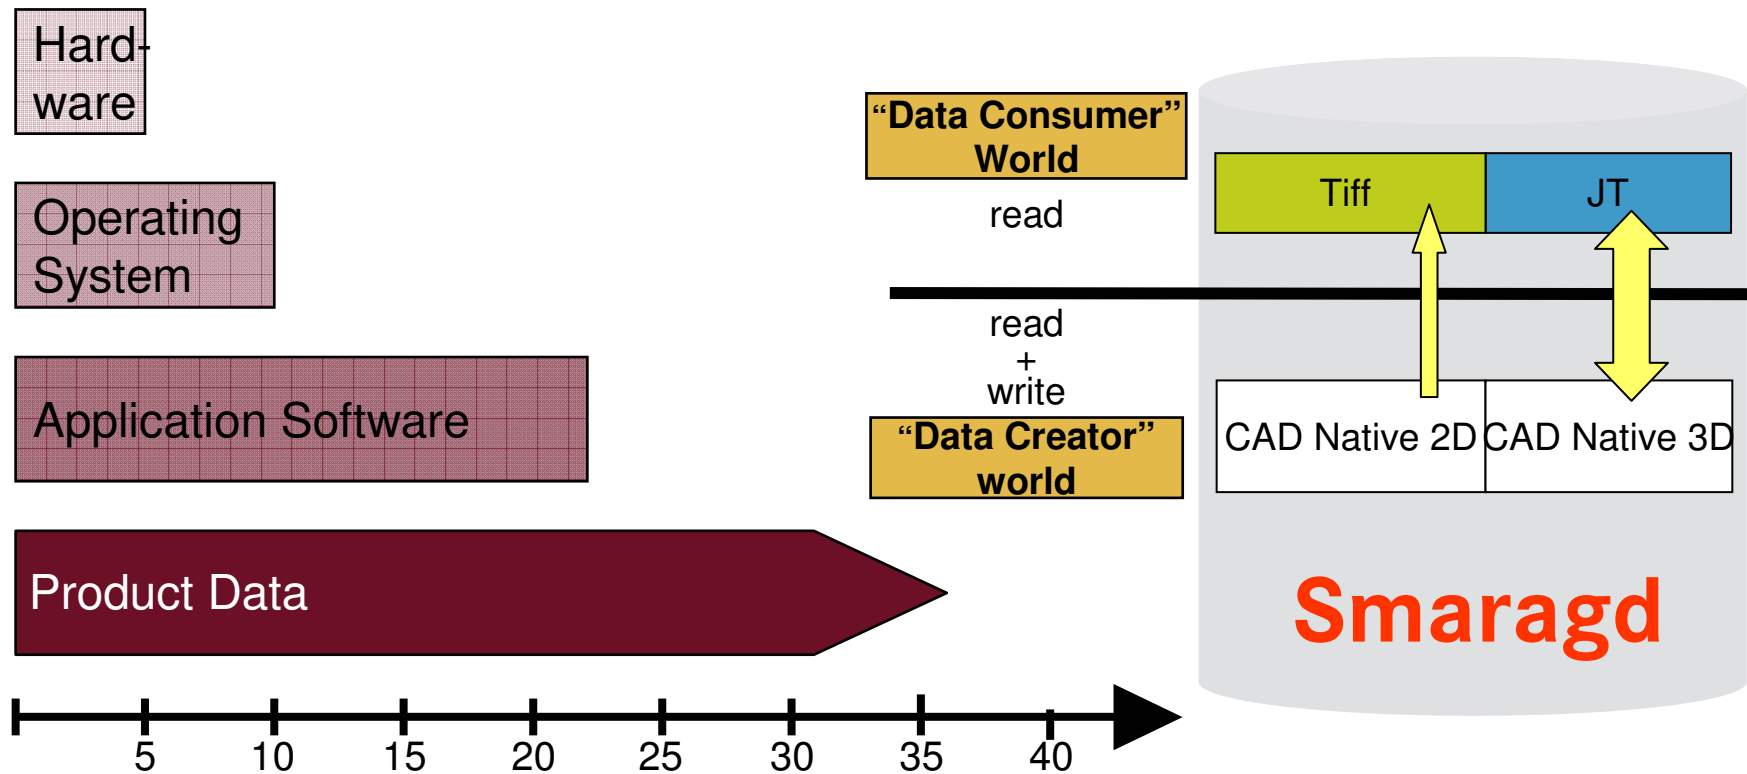 Hard-
ware
Operating
System
Application Software
Product Data
5 10 15 20 25 30 35 40
“Data Consumer”
World
read
read
+
write
“Data Creator”
world
Tiff JT
CAD Native 2D CAD Native 3D
Smaragd